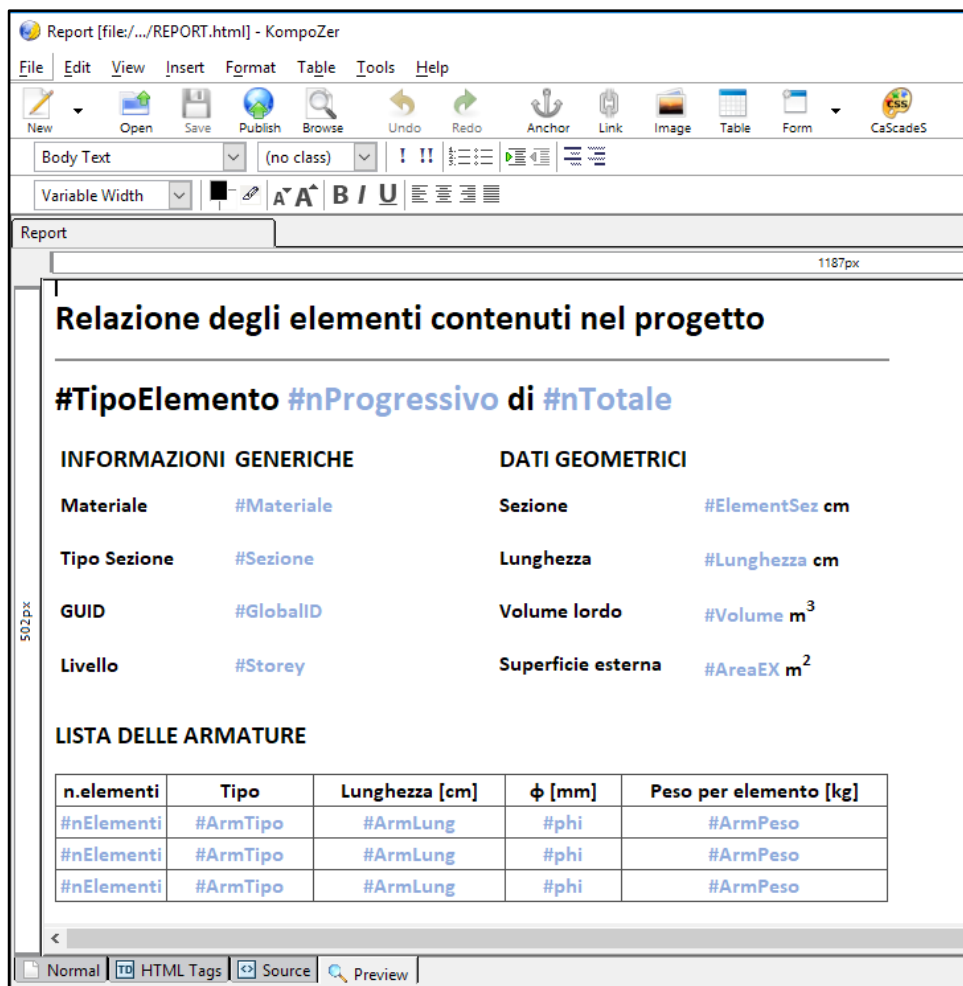 Report [file:/.../REPORT.html] - KompoZer
File Edit View Insert Format Table Tools Help
New Open Save Publish Browse Undo Redo Anchor Link Image Table Form CaScadeS
Body Text (no class) ! !!
Variable Width A A B I U
Report
1187px
502px
Relazione degli elementi contenuti nel progetto
#TipoElemento #nProgressivo di #nTotale
INFORMAZIONI GENERICHE DATI GEOMETRICI
Materiale #Materiale Sezione #ElementSez cm
Tipo Sezione #Sezione Lunghezza #Lunghezza cm
GUID #GlobalID Volume lordo #Volume m³
Livello #Storey Superficie esterna #AreaEX m²
LISTA DELLE ARMATURE
n.elementi Tipo Lunghezza [cm] ϕ [mm] Peso per elemento [kg]
#nElementi #ArmTipo #ArmLung #phi #ArmPeso
#nElementi #ArmTipo #ArmLung #phi #ArmPeso
#nElementi #ArmTipo #ArmLung #phi #ArmPeso
Normal TD HTML Tags Source Preview